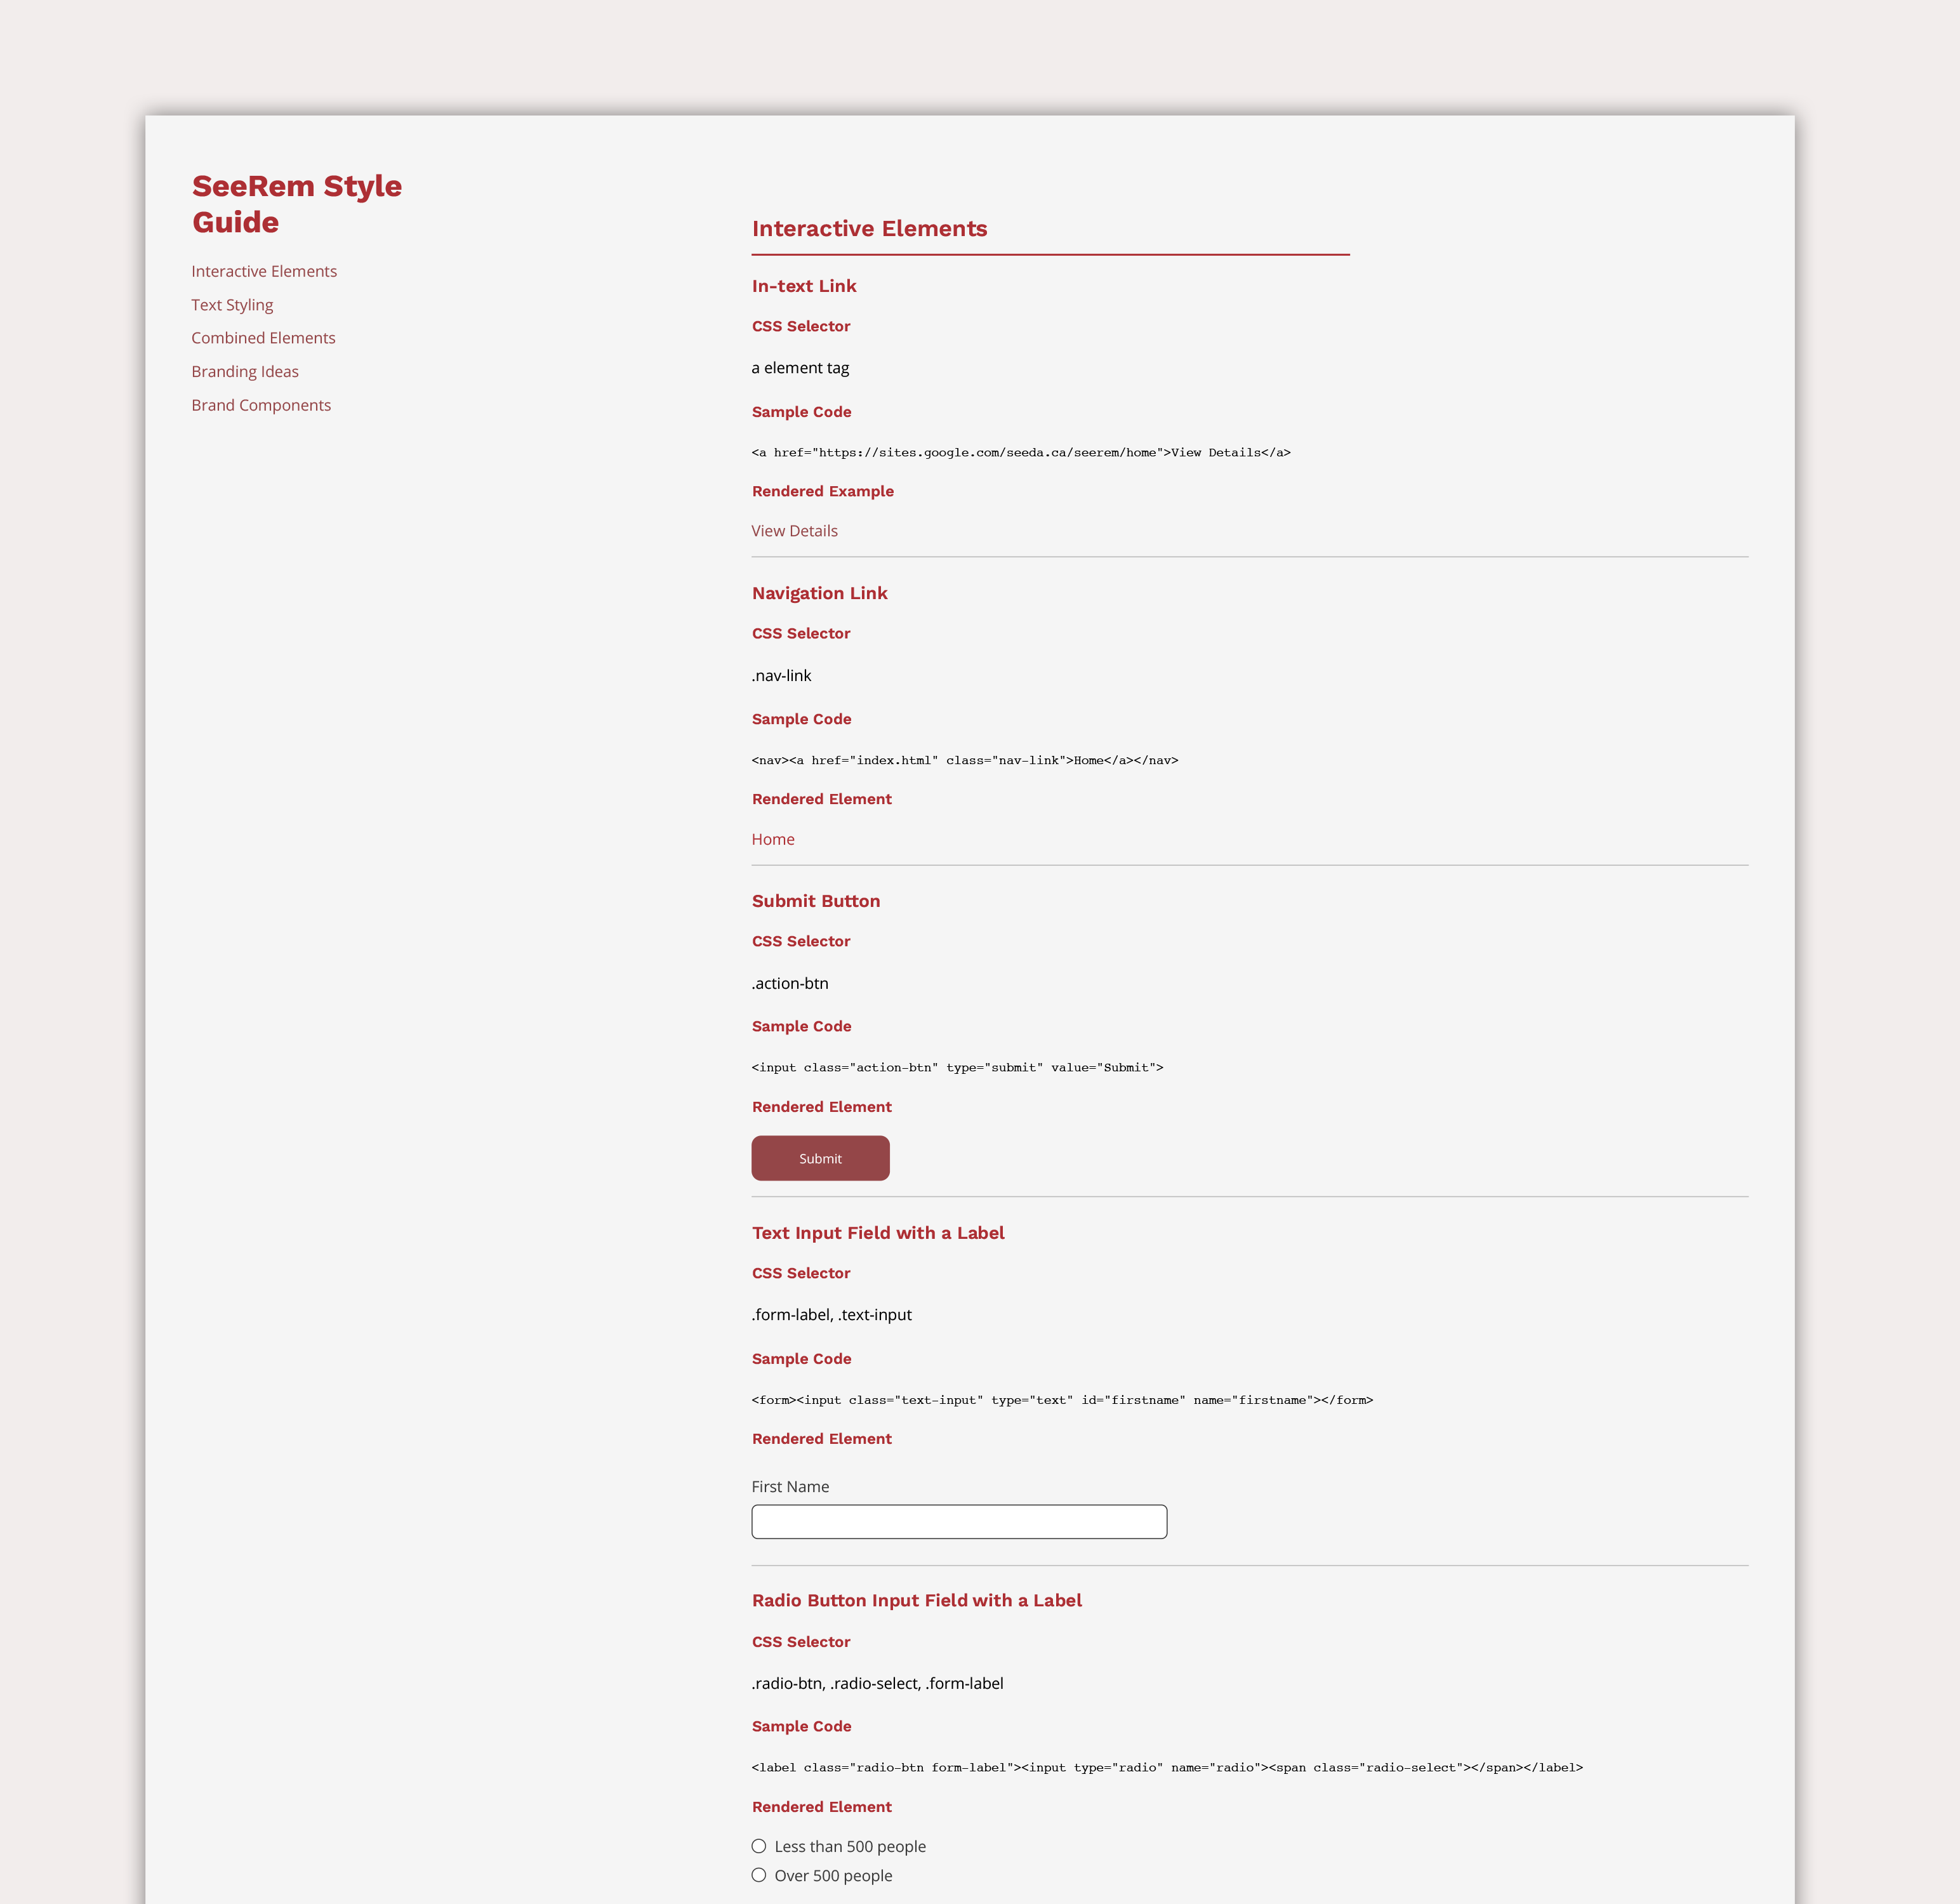 SeeRem Style
Guide
Interactive Elements
Text Styling
Combined Elements
Branding Ideas
Brand Components
Interactive Elements
In-text Link
CSS Selector
a element tag
Sample Code
<a href="https://sites.google.com/seeda.ca/seerem/home">View Details</a>
Rendered Example
View Details
Navigation Link
CSS Selector
.nav-link
Sample Code
<nav><a href="index.html" class="nav-link">Home</a></nav>
Rendered Element
Home
Submit Button
CSS Selector
.action-btn
Sample Code
<input class="action-btn" type="submit" value="Submit">
Rendered Element
Submit
Text Input Field with a Label
CSS Selector
.form-label, .text-input
Sample Code
<form><input class="text-input" type="text" id="firstname" name="firstname"></form>
Rendered Element
First Name
Radio Button Input Field with a Label
CSS Selector
.radio-btn, .radio-select, .form-label
Sample Code
<label class="radio-btn form-label"><input type="radio" name="radio"><span class="radio-select"></span></label>
Rendered Element
Less than 500 people
Over 500 people